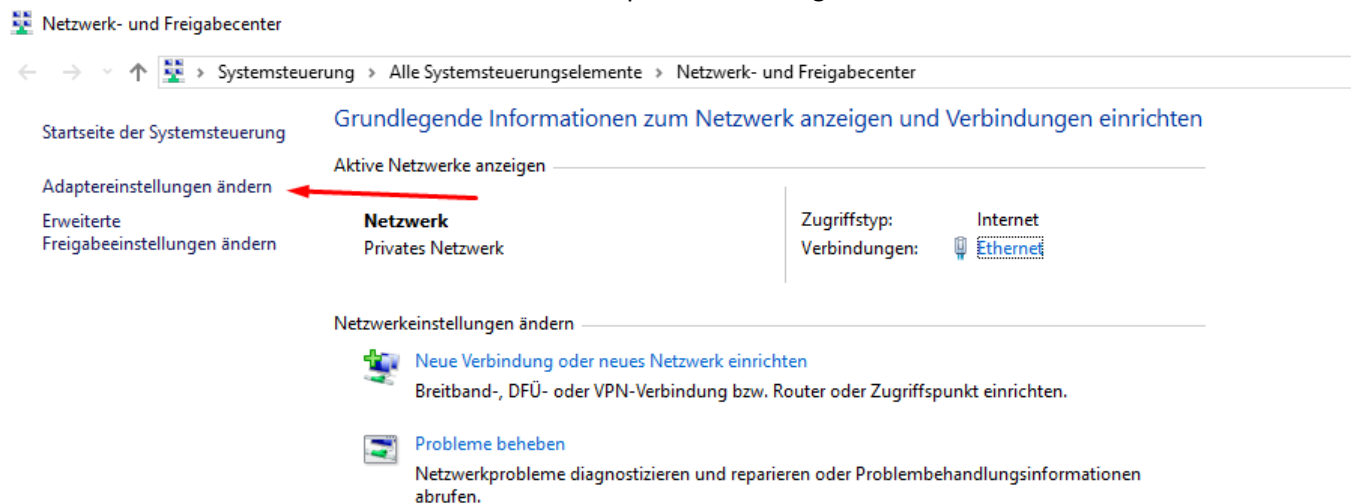 Netzwerk- und Freigabecenter
Systemsteuerung > Alle Systemsteuerungselemente > Netzwerk- und Freigabecenter
Startseite der Systemsteuerung
Adaptereinstellungen ändern
Erweiterte
Freigabeeinstellungen ändern
Grundlegende Informationen zum Netzwerk anzeigen und Verbindungen einrichten
Aktive Netzwerke anzeigen
Netzwerk
Privates Netzwerk
Zugriffstyp: Internet
Verbindungen: Ethernet
Netzwerkeinstellungen ändern
Neue Verbindung oder neues Netzwerk einrichten
Breitband-, DFÜ- oder VPN-Verbindung bzw. Router oder Zugriffspunkt einrichten.
Probleme beheben
Netzwerkprobleme diagnostizieren und reparieren oder Problembehandlungsinformationen
abrufen.